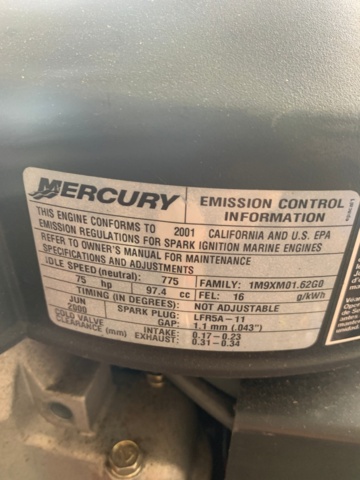 MERCURY
EMISSION CONTROL
INFORMATION
THIS ENGINE CONFORMS TO 2001 CALIFORNIA AND U.S. EPA
EMISSION REGULATIONS FOR SPARK IGNITION MARINE ENGINES
REFER TO OWNER'S MANUAL FOR MAINTENANCE
SPECIFICATIONS AND ADJUSTMENTS
IDLE SPEED (neutral): 775 FAMILY: 1M9XM01.62G0
75 hp 97.4 cc FEL: 16 g/kWh
TIMING (IN DEGREES): NOT ADJUSTABLE
JUN
2000
SPARK PLUG: LFR5A-11
GAP: 1.1 mm (.043")
COLD VALVE
CLEARANCE (mm)
INTAKE: 0.17-0.23
EXHAUST: 0.31-0.34